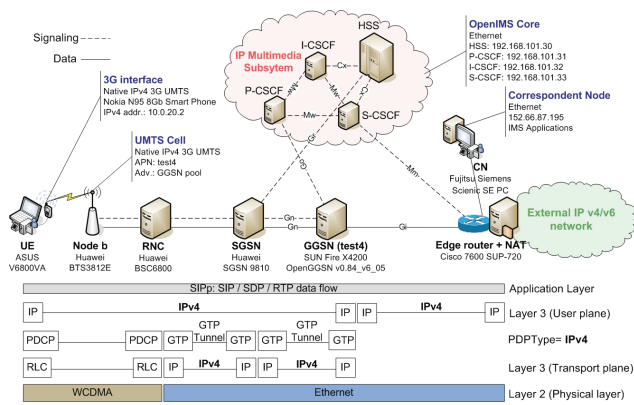 Signaling
Data
3G interface
Native IPv4 3G UMTS
Nokia N95 8Gb Smart Phone
IPv4 addr.: 10.0.20.2
UMTS Cell
Native IPv4 3G UMTS
APN: test4
Adv.: GGSN pool
IP Multimedia
Subsytem
HSS
I-CSCF
P-CSCF
S-CSCF
Cx
Mw
Mw
Mw
Cx
Gi
Go
Mn
OpenIMS Core
Ethernet
HSS: 192.168.101.30
P-CSCF: 192.168.101.31
I-CSCF: 192.168.101.32
S-CSCF: 192.168.101.33
Correspondent Node
Ethernet
152.66.87.195
IMS Applications
CN
Fujitsu Siemens
Scienic SE PC
External IP v4/v6
network
Gn
Gn
Gi
UE
ASUS
V6800VA
Node b
Huawei
BTS3812E
RNC
Huawei
BSC6800
SGSN
Huawei
SGSN 9810
GGSN (test4)
SUN Fire X4200
OpenGGSN v0.84_v6_05
Edge router + NAT
Cisco 7600 SUP-720
SIPp: SIP / SDP / RTP data flow
Application Layer
IP IPv4 IP IP IPv4 IP
Layer 3 (User plane)
PDCP PDCP GTP GTP Tunnel GTP GTP GTP Tunnel GTP
PDPType= IPv4
RLC RLC IP IPv4 IP IP IPv4 IP
Layer 3 (Transport plane)
WCDMA Ethernet
Layer 2 (Physical layer)